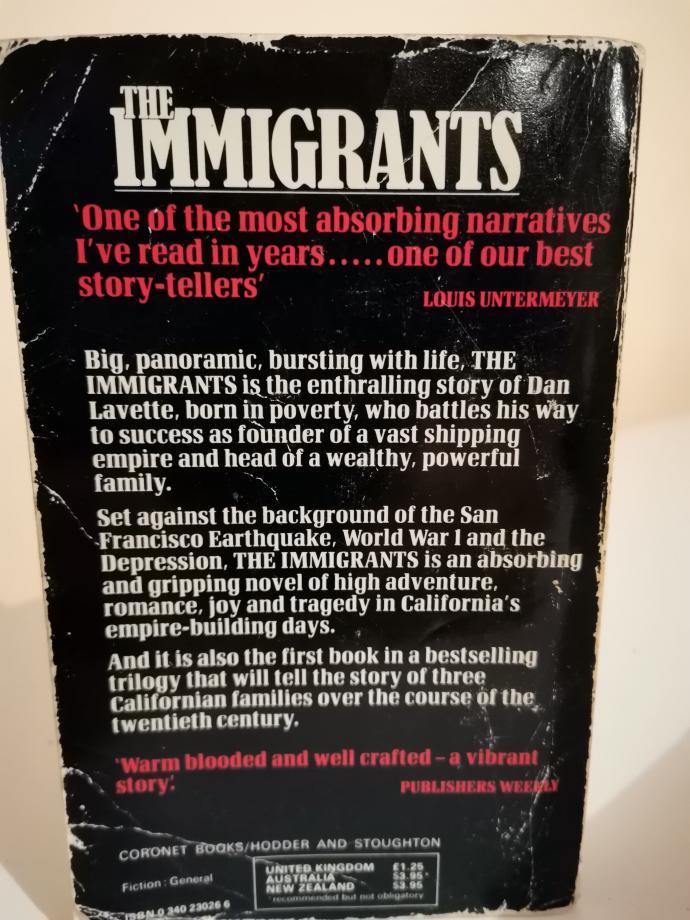 THE
IMMIGRANTS
'One of the most absorbing narratives
I've read in years.....one of our best
story-tellers'
LOUIS UNTERMEYER
Big, panoramic, bursting with life, THE
IMMIGRANTS is the enthralling story of Dan
Lavette, born in poverty, who battles his way
to success as founder of a vast shipping
empire and head of a wealthy, powerful
family.
Set against the background of the San
Francisco Earthquake, World War 1 and the
Depression, THE IMMIGRANTS is an absorbing
and gripping novel of high adventure,
romance, joy and tragedy in California's
empire-building days.
And it is also the first book in a bestselling
trilogy that will tell the story of three
Californian families over the course of the
twentieth century.
'Warm blooded and well crafted – a vibrant
story'.
PUBLISHERS WEEKLY
CORONET BOOKS/HODDER AND STOUGHTON
Fiction: General
UNITED KINGDOM £1.25
AUSTRALIA $3.95*
NEW ZEALAND $3.95
*recommended but not obligatory
ISBN 0 340 23026 6